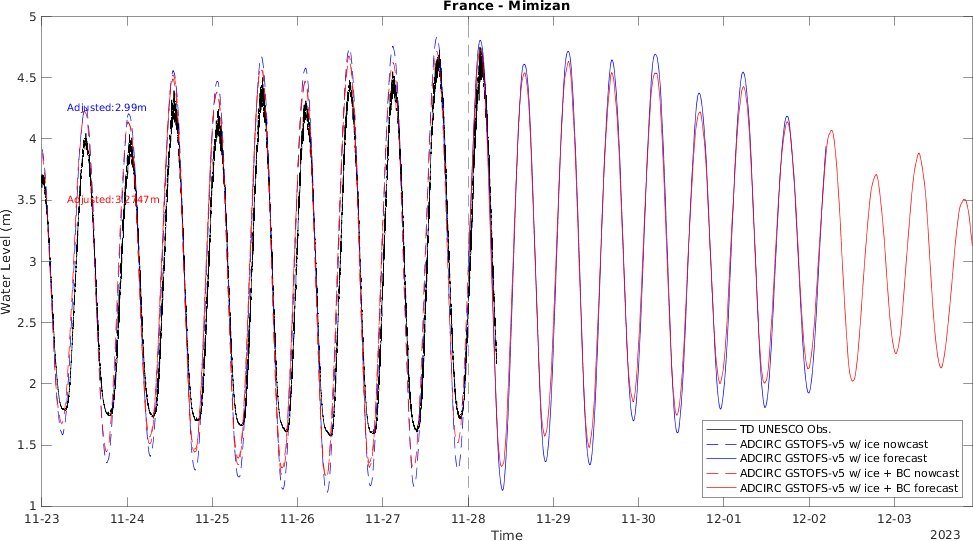 France - Mimizan
Water Level (m)
5
4.5
4
3.5
3
2.5
2
1.5
1
Adjusted:2.99m
Adjusted:3.2747m
TD UNESCO Obs.
ADCIRC GSTOFS-v5 w/ ice nowcast
ADCIRC GSTOFS-v5 w/ ice forecast
ADCIRC GSTOFS-v5 w/ ice + BC nowcast
ADCIRC GSTOFS-v5 w/ ice + BC forecast
11-23 11-24 11-25 11-26 11-27 11-28 11-29 11-30 12-01 12-02 12-03
Time
2023